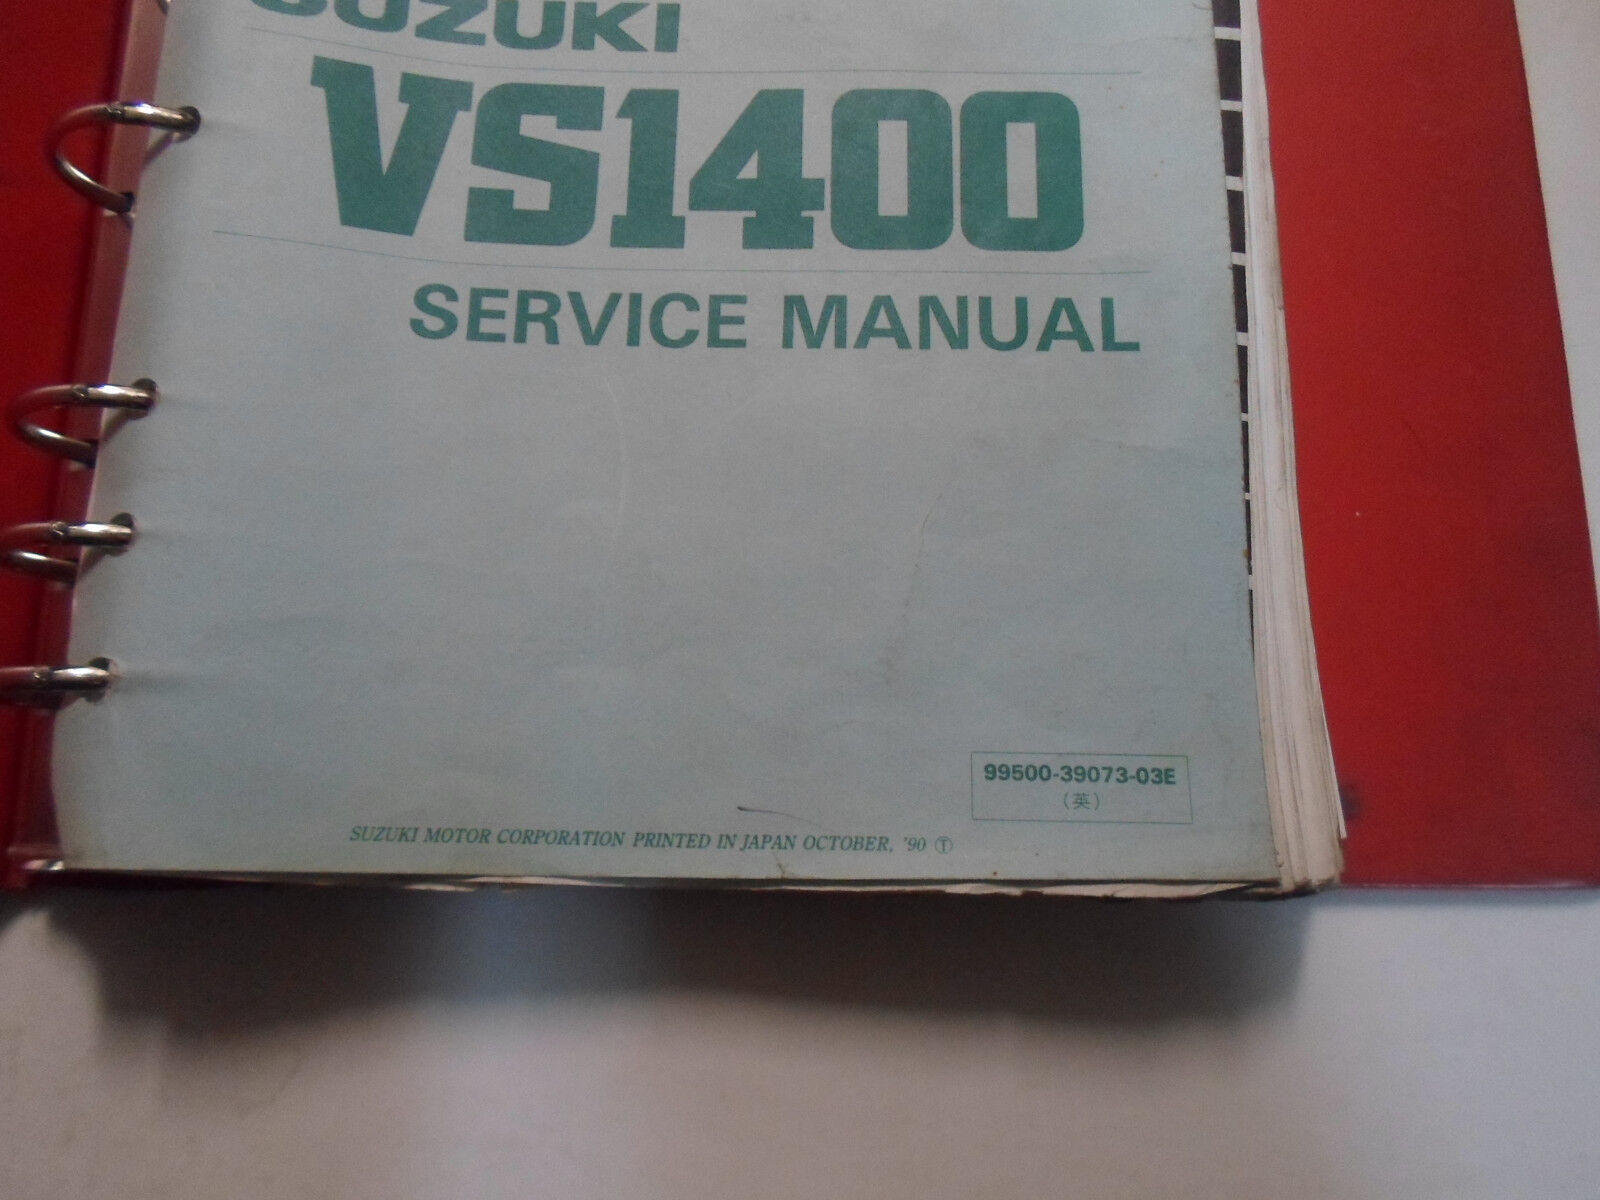 SUZUKI
VS1400
SERVICE MANUAL
99500-39073-03E
(英)
SUZUKI MOTOR CORPORATION PRINTED IN JAPAN OCTOBER, '90 Ⓣ